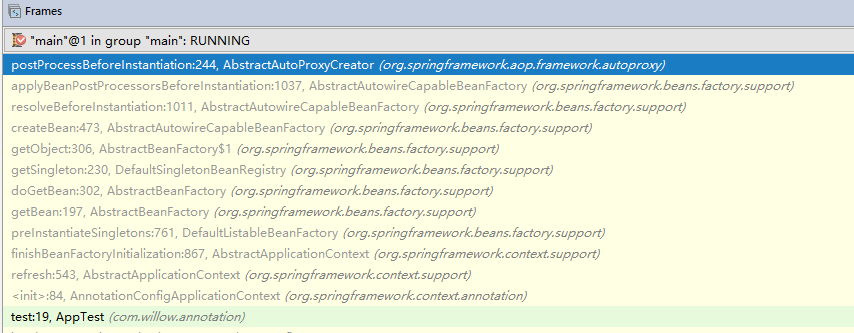 Frames
"main"@1 in group "main": RUNNING
postProcessBeforeInstantiation:244, AbstractAutoProxyCreator (org.springframework.aop.framework.autoproxy)
applyBeanPostProcessorsBeforeInstantiation:1037, AbstractAutowireCapableBeanFactory (org.springframework.beans.factory.support)
resolveBeforeInstantiation:1011, AbstractAutowireCapableBeanFactory (org.springframework.beans.factory.support)
createBean:473, AbstractAutowireCapableBeanFactory (org.springframework.beans.factory.support)
getObject:306, AbstractBeanFactory$1 (org.springframework.beans.factory.support)
getSingleton:230, DefaultSingletonBeanRegistry (org.springframework.beans.factory.support)
doGetBean:302, AbstractBeanFactory (org.springframework.beans.factory.support)
getBean:197, AbstractBeanFactory (org.springframework.beans.factory.support)
preInstantiateSingletons:761, DefaultListableBeanFactory (org.springframework.beans.factory.support)
finishBeanFactoryInitialization:867, AbstractApplicationContext (org.springframework.context.support)
refresh:543, AbstractApplicationContext (org.springframework.context.support)
<init>:84, AnnotationConfigApplicationContext (org.springframework.context.annotation)
test:19, AppTest (com.willow.annotation)